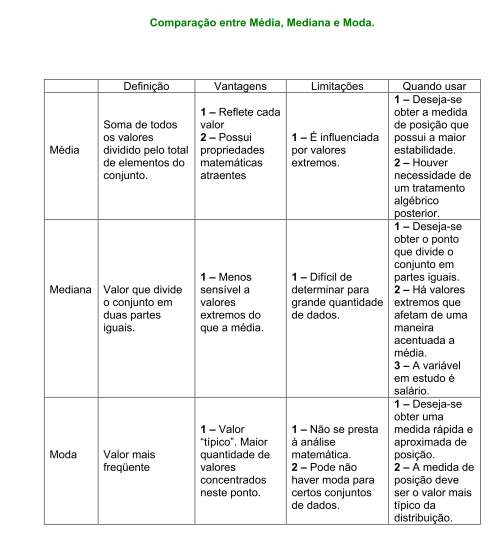 Comparação entre Média, Mediana e Moda.
Definição Vantagens Limitações Quando usar
Média
Soma de todos
os valores
dividido pelo total
de elementos do
conjunto.
1 – Reflete cada
valor
2 – Possui
propriedades
matemáticas
atraentes
1 – É influenciada
por valores
extremos.
1 – Deseja-se
obter a medida
de posição que
possui a maior
estabilidade.
2 – Houver
necessidade de
um tratamento
algébrico
posterior.
Mediana
Valor que divide
o conjunto em
duas partes
iguais.
1 – Menos
sensível a
valores
extremos do
que a média.
1 – Difícil de
determinar para
grande quantidade
de dados.
1 – Deseja-se
obter o ponto
que divide o
conjunto em
partes iguais.
2 – Há valores
extremos que
afetam de uma
maneira
acentuada a
média.
3 – A variável
em estudo é
salário.
Moda
Valor mais
freqüente
1 – Valor
“típico”. Maior
quantidade de
valores
concentrados
neste ponto.
1 – Não se presta
à análise
matemática.
2 – Pode não
haver moda para
certos conjuntos
de dados.
1 – Deseja-se
obter uma
medida rápida e
aproximada de
posição.
2 – A medida de
posição deve
ser o valor mais
típico da
distribuição.